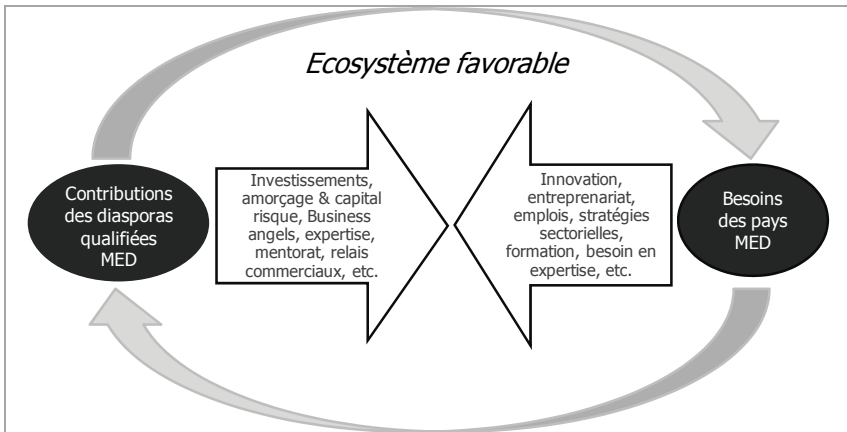 Ecosystème favorable
Contributions
des diasporas
qualifiées
MED
Investissements,
amorçage & capital
risque, Business
angels, expertise,
mentorat, relais
commerciaux, etc.
Innovation,
entreprenariat,
emplois, stratégies
sectorielles,
formation, besoin en
expertise, etc.
Besoins
des pays
MED